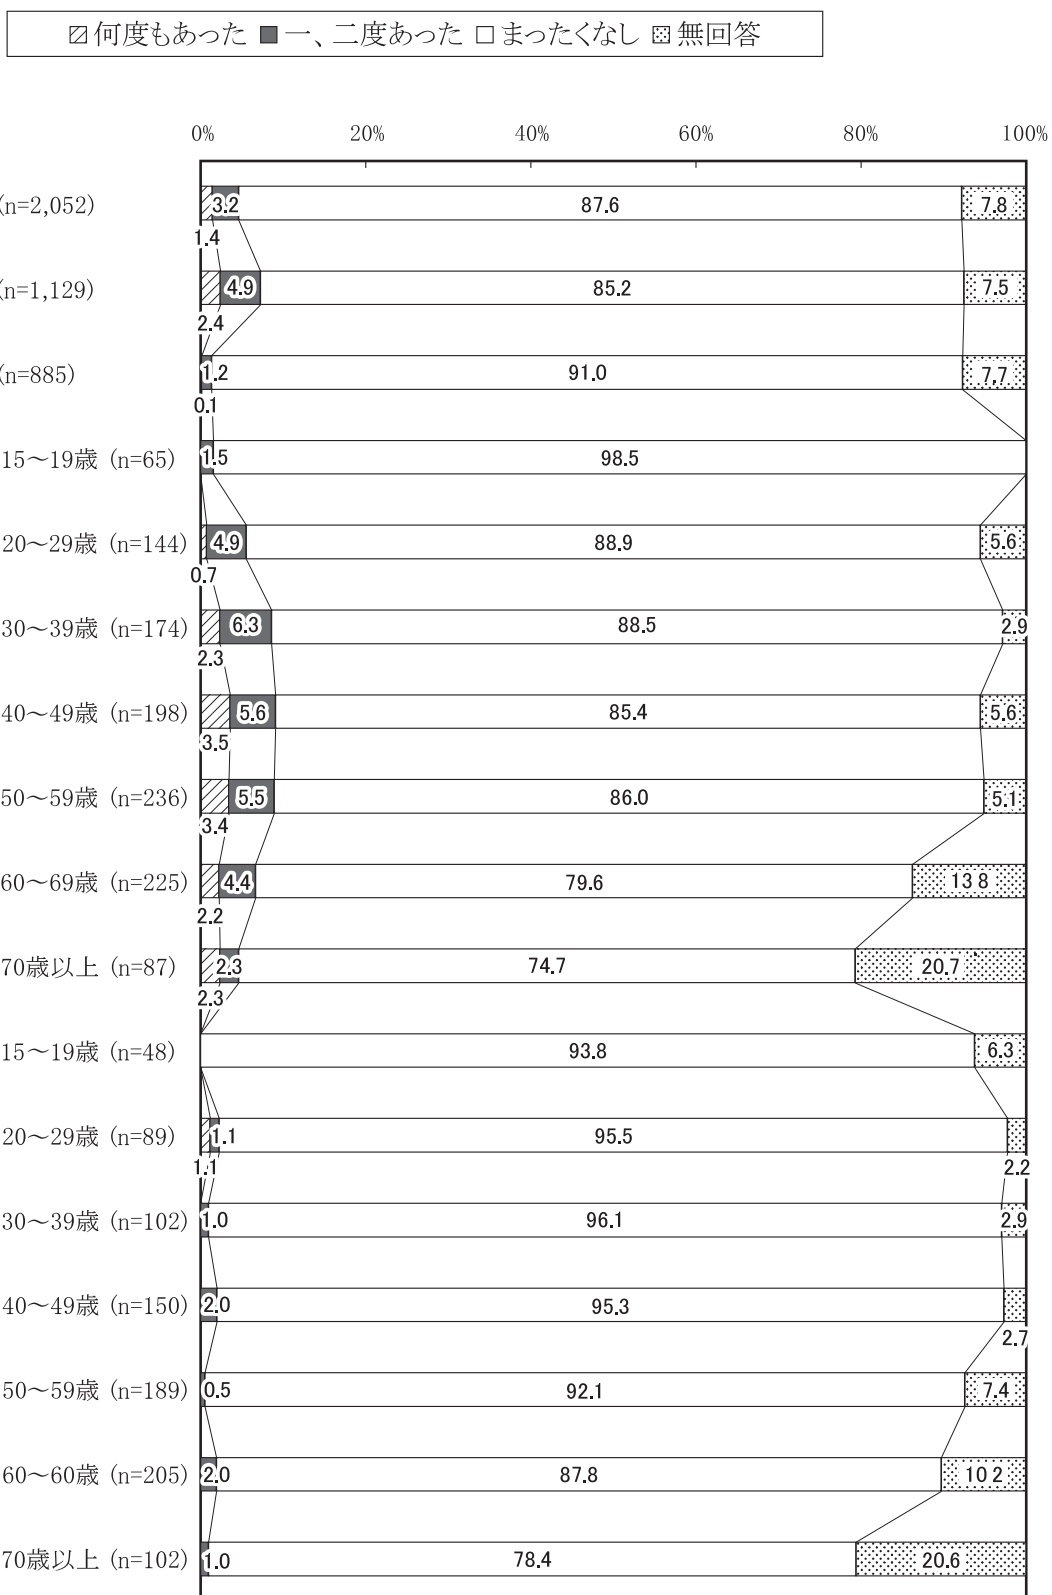 何度もあった 一、二度あった まったくなし 無回答
0% 20% 40% 60% 80% 100%
(n=2,052) 3.2 87.6 7.8
1.4
(n=1,129) 4.9 85.2 7.5
2.4
(n=885) 1.2 91.0 7.7
0.1
15～19歳 (n=65) 1.5 98.5
20～29歳 (n=144) 4.9 88.9 5.6
0.7
30～39歳 (n=174) 6.3 88.5 2.9
2.3
40～49歳 (n=198) 5.6 85.4 5.6
3.5
50～59歳 (n=236) 5.5 86.0 5.1
3.4
60～69歳 (n=225) 4.4 79.6 13 8
2.2
70歳以上 (n=87) 2.3 74.7 20.7
2.3
15～19歳 (n=48) 93.8 6.3
20～29歳 (n=89) 1.1 95.5
1.1 2.2
30～39歳 (n=102) 1.0 96.1 2.9
40～49歳 (n=150) 2.0 95.3
2.7
50～59歳 (n=189) 0.5 92.1 7.4
60～60歳 (n=205) 2.0 87.8 10 2
70歳以上 (n=102) 1.0 78.4 20.6